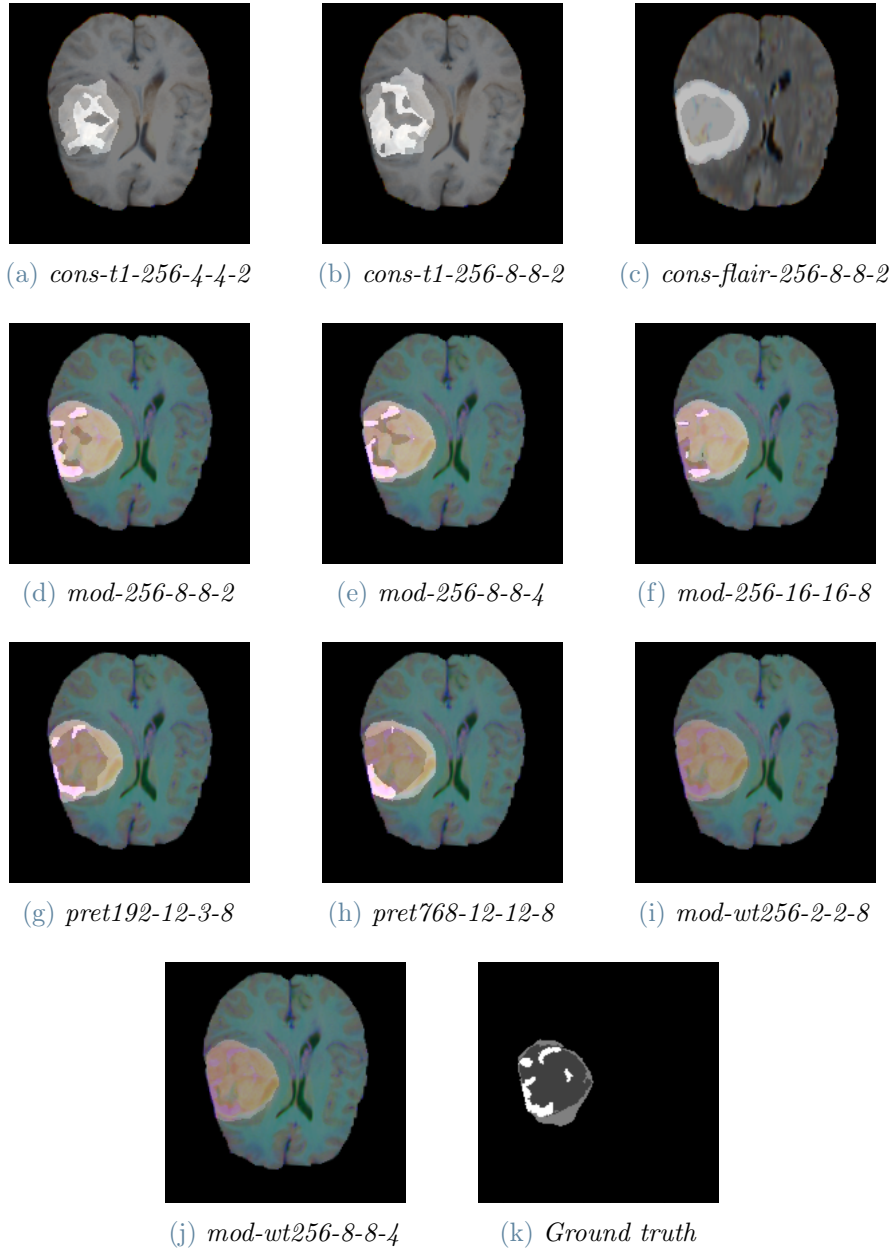 (a) cons-t1-256-4-4-2
(b) cons-t1-256-8-8-2
(c) cons-flair-256-8-8-2
(d) mod-256-8-8-2
(e) mod-256-8-8-4
(f) mod-256-16-16-8
(g) pret192-12-3-8
(h) pret768-12-12-8
(i) mod-wt256-2-2-8
(j) mod-wt256-8-8-4
(k) Ground truth